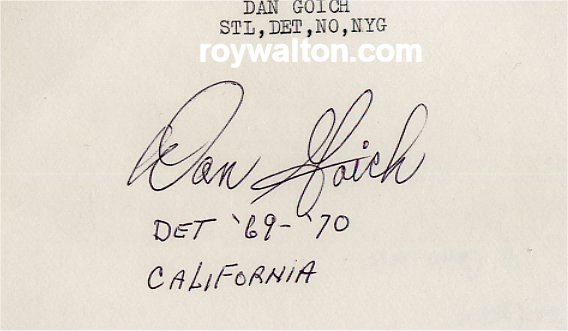 DAN GOICH
STL,DET,NO,NYG
roywalton.com
Dan Goich
DET '69-'70
CALIFORNIA